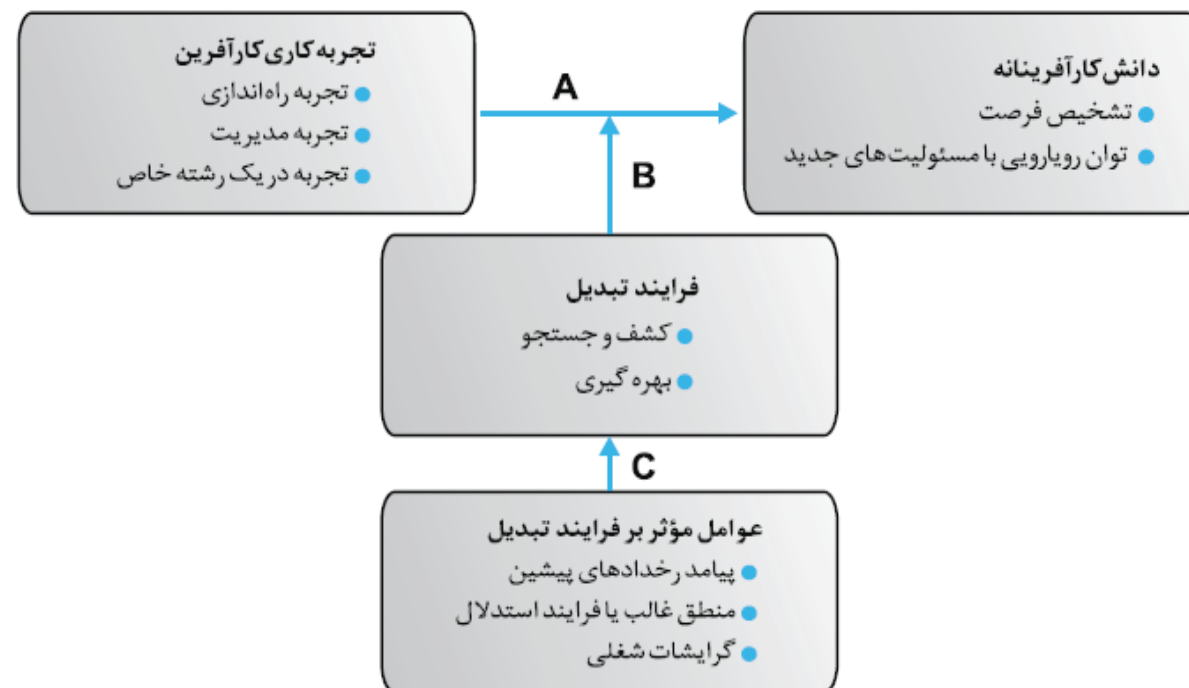 تجربه کاری کارآفرین
تجربه راه‌اندازی
تجربه مدیریت
تجربه در یک رشته خاص
A
دانش کارآفرینانه
تشخیص فرصت
توان رویارویی با مسئولیت‌های جدید
B
فرایند تبدیل
کشف و جستجو
بهره گیری
C
عوامل مؤثر بر فرایند تبدیل
پیامد رخدادهای پیشین
منطق غالب یا فرایند استدلال
گرایشات شغلی